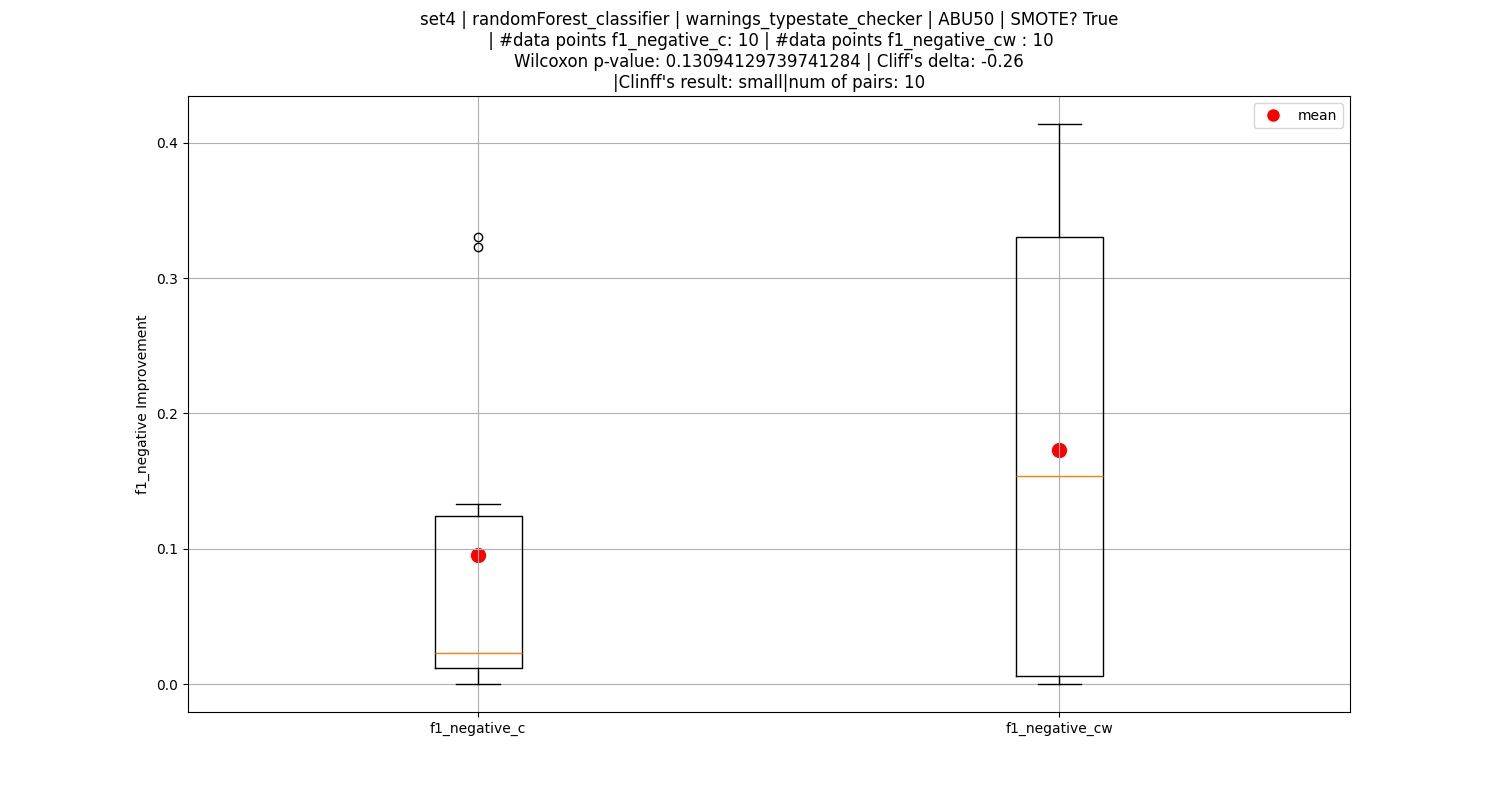 set4 | randomForest_classifier | warnings_typestate_checker | ABU50 | SMOTE? True
| #data points f1_negative_c: 10 | #data points f1_negative_cw : 10
Wilcoxon p-value: 0.13094129739741284 | Cliff's delta: -0.26
|Clinff's result: small|num of pairs: 10
mean
0.4
0.3
0.2
0.1
0.0
f1_negative Improvement
f1_negative_c
f1_negative_cw